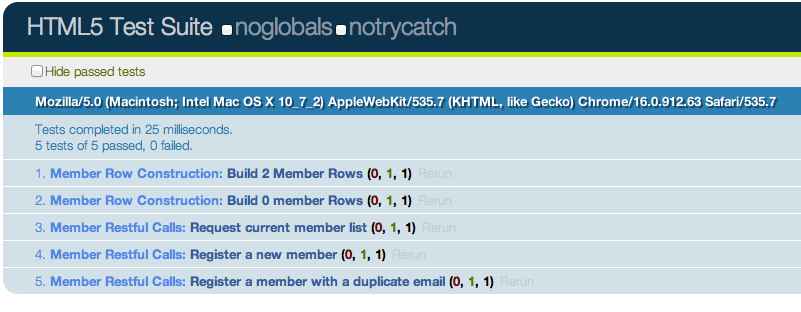 HTML5 Test Suite noglobals notrycatch
Hide passed tests
Mozilla/5.0 (Macintosh; Intel Mac OS X 10_7_2) AppleWebKit/535.7 (KHTML, like Gecko) Chrome/16.0.912.63 Safari/535.7
Tests completed in 25 milliseconds.
5 tests of 5 passed, 0 failed.
1. Member Row Construction: Build 2 Member Rows (0, 1, 1) Rerun
2. Member Row Construction: Build 0 member Rows (0, 1, 1) Rerun
3. Member Restful Calls: Request current member list (0, 1, 1) Rerun
4. Member Restful Calls: Register a new member (0, 1, 1) Rerun
5. Member Restful Calls: Register a member with a duplicate email (0, 1, 1) Rerun